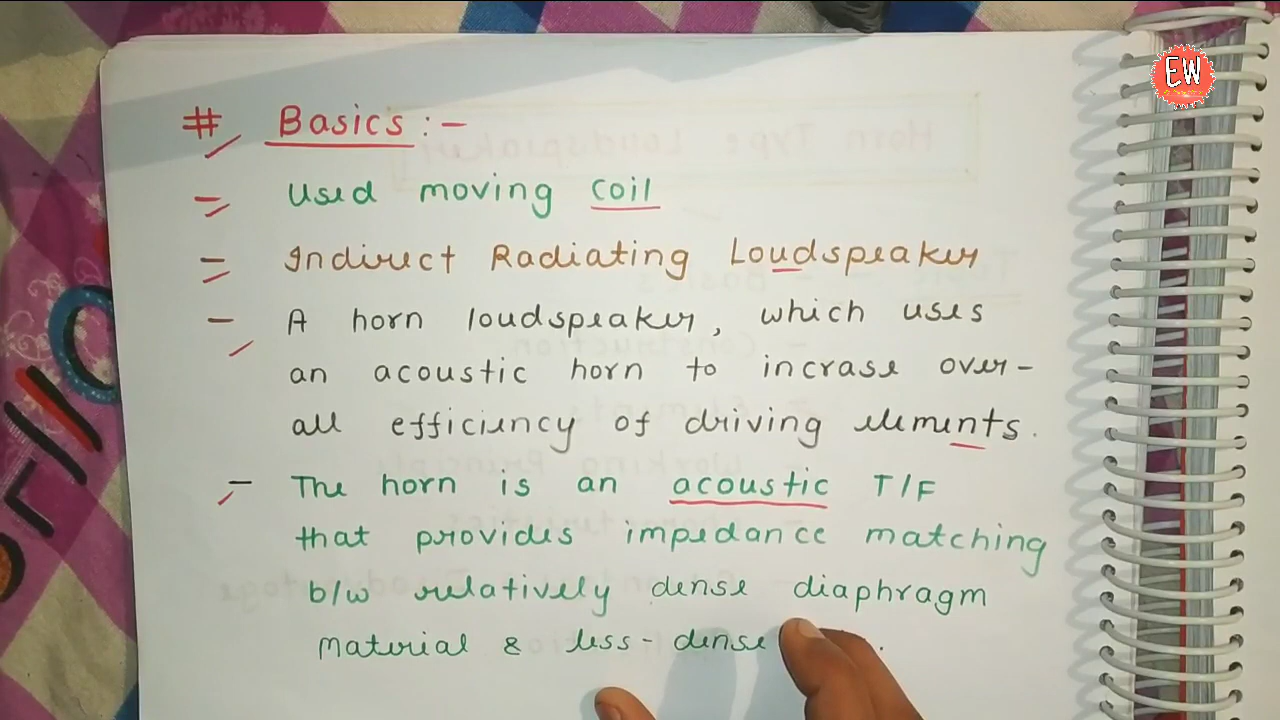 EW
# Basics :-
- Used moving coil
- Indirect Radiating Loudspeaker
- A horn loudspeaker, which uses
an acoustic horn to incrase over-
all efficiency of driving elements.
- The horn is an acoustic T/F
that provides impedance matching
b/w relatively dense diaphragm
material & less-dense